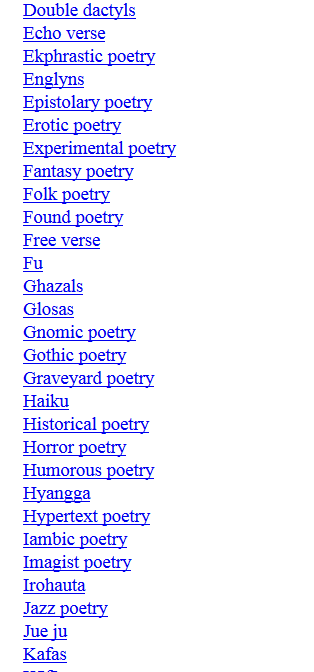 Double dactyls
Echo verse
Ekphrastic poetry
Englyns
Epistolary poetry
Erotic poetry
Experimental poetry
Fantasy poetry
Folk poetry
Found poetry
Free verse
Fu
Ghazals
Glosas
Gnomic poetry
Gothic poetry
Graveyard poetry
Haiku
Historical poetry
Horror poetry
Humorous poetry
Hyangga
Hypertext poetry
Iambic poetry
Imagist poetry
Irohauta
Jazz poetry
Jue ju
Kafas